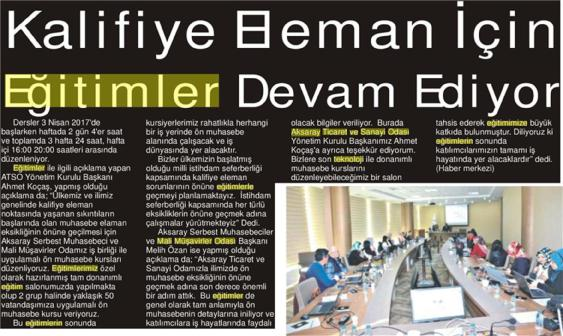 Kalifiye Eleman İçin
Eğitimler Devam Ediyor
Dersler 3 Nisan 2017'de
başlarken haftada 2 gün 4'er saat
ve toplamda 3 hafta 24 saat, hafta
içi 16:00 20:00 saatleri arasında
düzenleniyor.
Eğitimler ile ilgili açıklama yapan
ATSO Yönetim Kurulu Başkanı
Ahmet Koçaş, yapmış olduğu
açıklama da; "Ülkemiz ve ilimiz
genelinde kalifiye eleman
noktasında yaşanan sıkıntıların
başlarında olan muhasebe elaman
eksikliğinin önüne geçilmesi için
Aksaray Serbest Muhasebeci ve
Mali Müşavirler Odamız iş birliği ile
uygulamalı ön muhasebe kursları
düzenliyoruz. Eğitimlerimiz özel
olarak hazırlanmış tam donanımlı
eğitim salonumuzda yapılmakta
olup 2 grup halinde yaklaşık 50
vatandaşımıza uygulamalı ön
muhasebe kursu veriyoruz.
Bu eğitimlerin sonunda
kursiyerlerimiz rahatlıkla herhangi
bir iş yerinde ön muhasebe
alanında çalışacak ve iş
dünyasında yer alacaktır.
Bizler ülkemizin başlatmış
olduğu milli istihdam seferberliği
kapsamında kalifiye eleman
sorunlarının önüne eğitimlerle
geçmeyi planlamaktayız. İstihdam
seferberliği kapsamında her türlü
eksikliklerin önüne geçmek adına
çalışmalar yürütmekteyiz" Dedi.
Aksaray Serbest Muhasebeciler
ve Mali Müşavirler Odası Başkanı
Melih Özan ise yapmış olduğu
açıklama da; "Aksaray Ticaret ve
Sanayi Odamızla ilimizde ön
muhasebe eksikliğinin önüne
geçmek adına son derece önemli
bir adım attık. Bu eğitimler de
genel olarak tam anlamıyla ön
muhasebenin detaylarına iniliyor ve
katılımcılara iş hayatlarında faydalı
olacak bilgiler veriliyor. Burada
Aksaray Ticaret ve Sanayi Odası
Yönetim Kurulu Başkanımız Ahmet
Koçaş'a ayrıca teşekkür ediyorum.
Bizlere son teknoloji ile donanımlı
muhasebe kurslarını
düzenleyebileceğimiz bir salon
tahsis ederek eğitimimize büyük
katkıda bulunmuştur. Diliyoruz ki
eğitimlerin sonunda
katılımcılarımızın tamamı iş
hayatında yer alacaklardır" dedi.
(Haber merkezi)